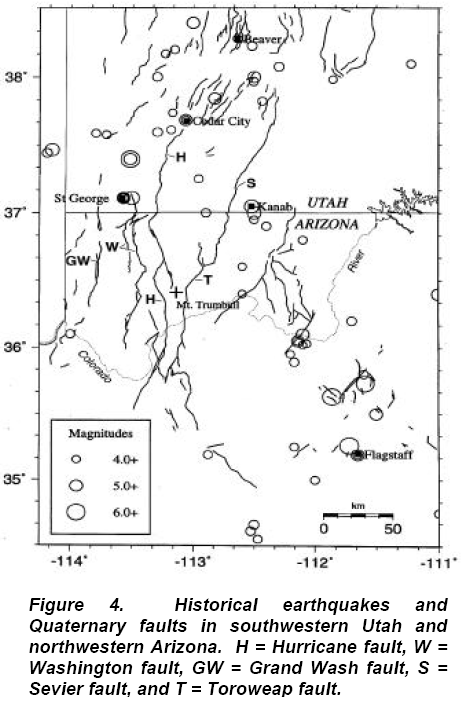 Beaver
38°
Cedar City
H
S
St George
Kanab
UTAH
37°
ARIZONA
W
GW
River
T
H
Mt. Trumbull
36°
Colorado
Magnitudes
4.0+
5.0+
6.0+
Flagstaff
35°
km
0 50
-114° -113° -112° -111°
Figure 4. Historical earthquakes and
Quaternary faults in southwestern Utah and
northwestern Arizona. H = Hurricane fault, W =
Washington fault, GW = Grand Wash fault, S =
Sevier fault, and T = Toroweap fault.